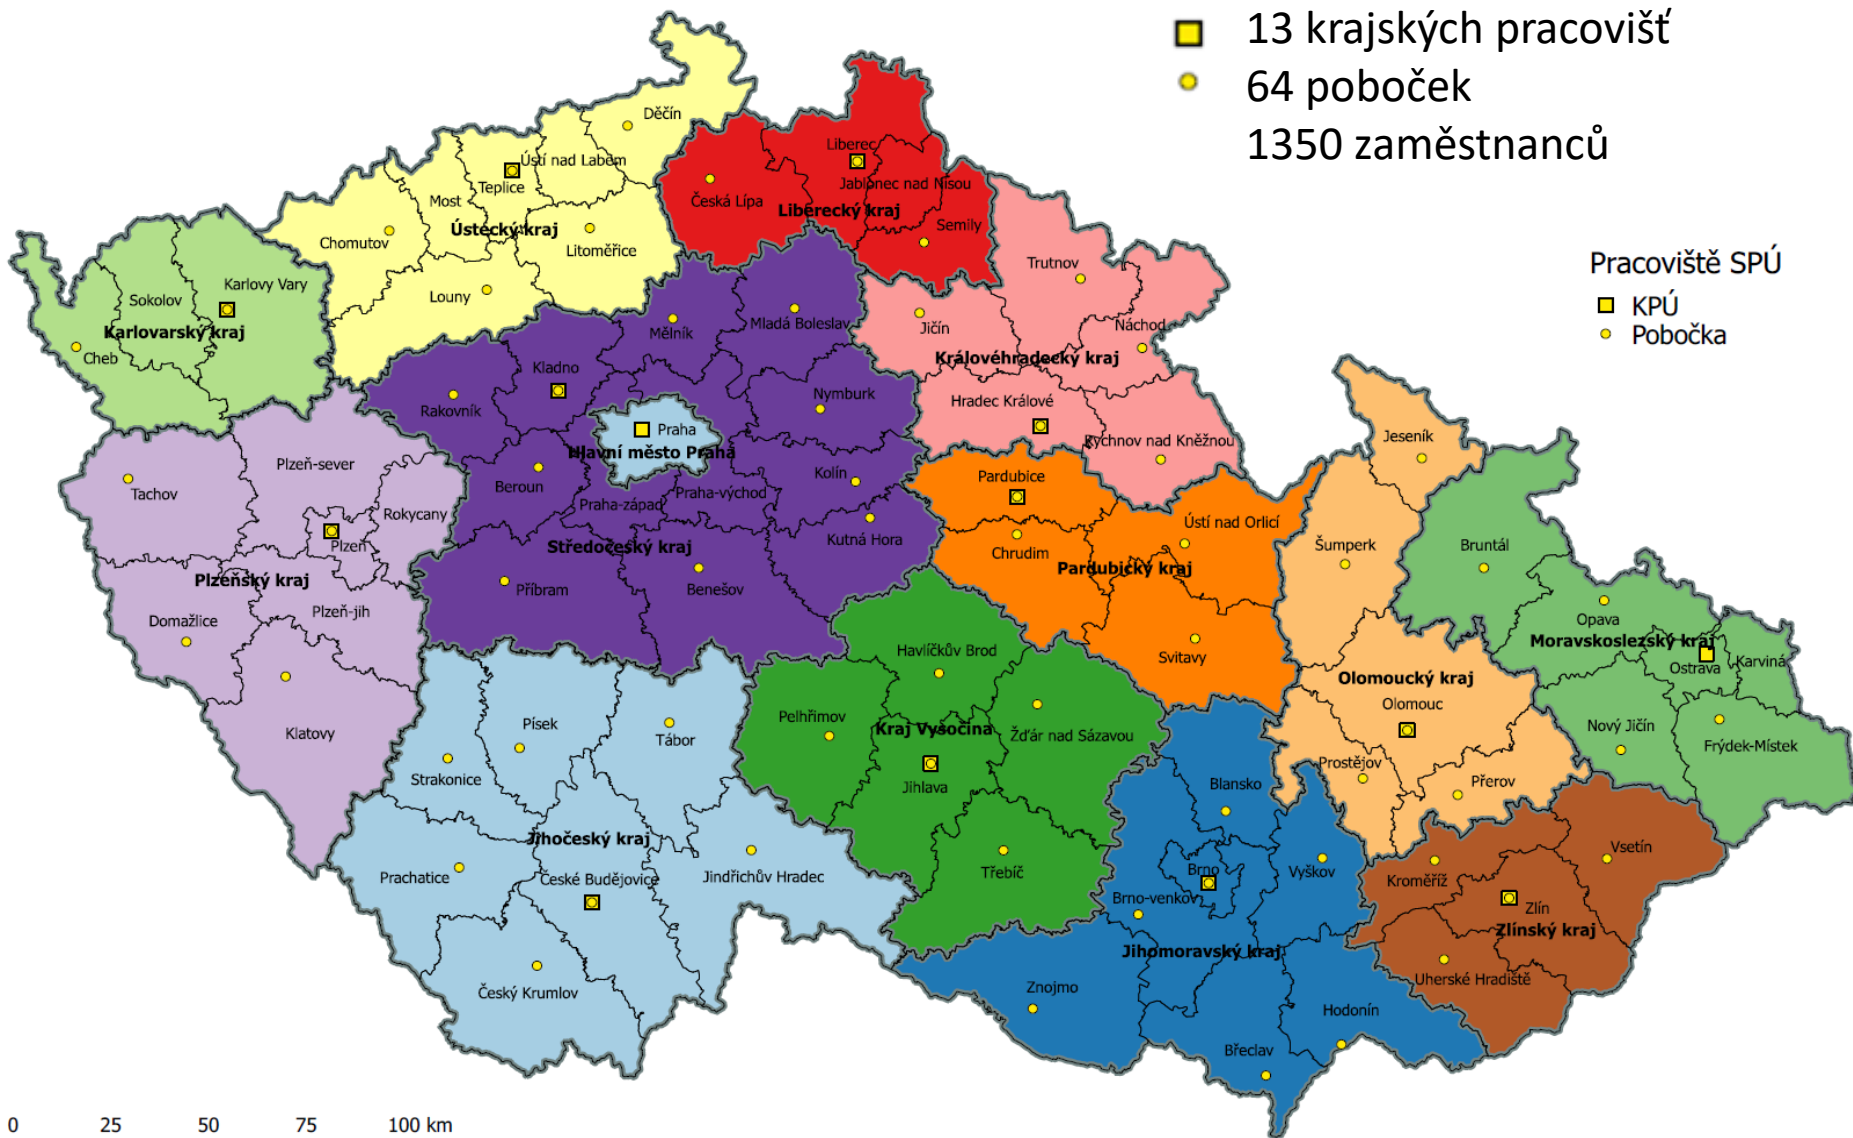 13 krajských pracovišť
64 poboček
1350 zaměstnanců
Pracoviště SPÚ
KPÚ
Pobočka
Děčín
Ústí nad Labem
Teplice
Most
Chomutov
Ústecký kraj
Litoměřice
Louny
Liberec
Jablonec nad Nisou
Česká Lípa
Liberecký kraj
Semily
Karlovy Vary
Sokolov
Karlovarský kraj
Cheb
Trutnov
Jičín
Náchod
Královéhradecký kraj
Hradec Králové
Rychnov nad Kněžnou
Mělník
Mladá Boleslav
Kladno
Rakovník
Nymburk
Praha
Hlavní město Praha
Beroun
Praha-západ
Praha-východ
Kolín
Kutná Hora
Středočeský kraj
Příbram
Benešov
Plzeň-sever
Tachov
Rokycany
Plzeň
Plzeňský kraj
Plzeň-jih
Domažlice
Klatovy
Pardubice
Ústí nad Orlicí
Chrudim
Pardubický kraj
Svitavy
Jeseník
Šumperk
Olomoucký kraj
Olomouc
Prostějov
Přerov
Bruntál
Opava
Moravskoslezský kraj
Ostrava
Karviná
Nový Jičín
Frýdek-Místek
Havlíčkův Brod
Pelhřimov
Kraj Vysočina
Žďár nad Sázavou
Jihlava
Třebíč
Písek
Tábor
Strakonice
Jihočeský kraj
Prachatice
České Budějovice
Jindřichův Hradec
Český Krumlov
Blansko
Brno
Vyškov
Brno-venkov
Jihomoravský kraj
Znojmo
Hodonín
Břeclav
Vsetín
Kroměříž
Zlín
Zlínský kraj
Uherské Hradiště
0 25 50 75 100 km